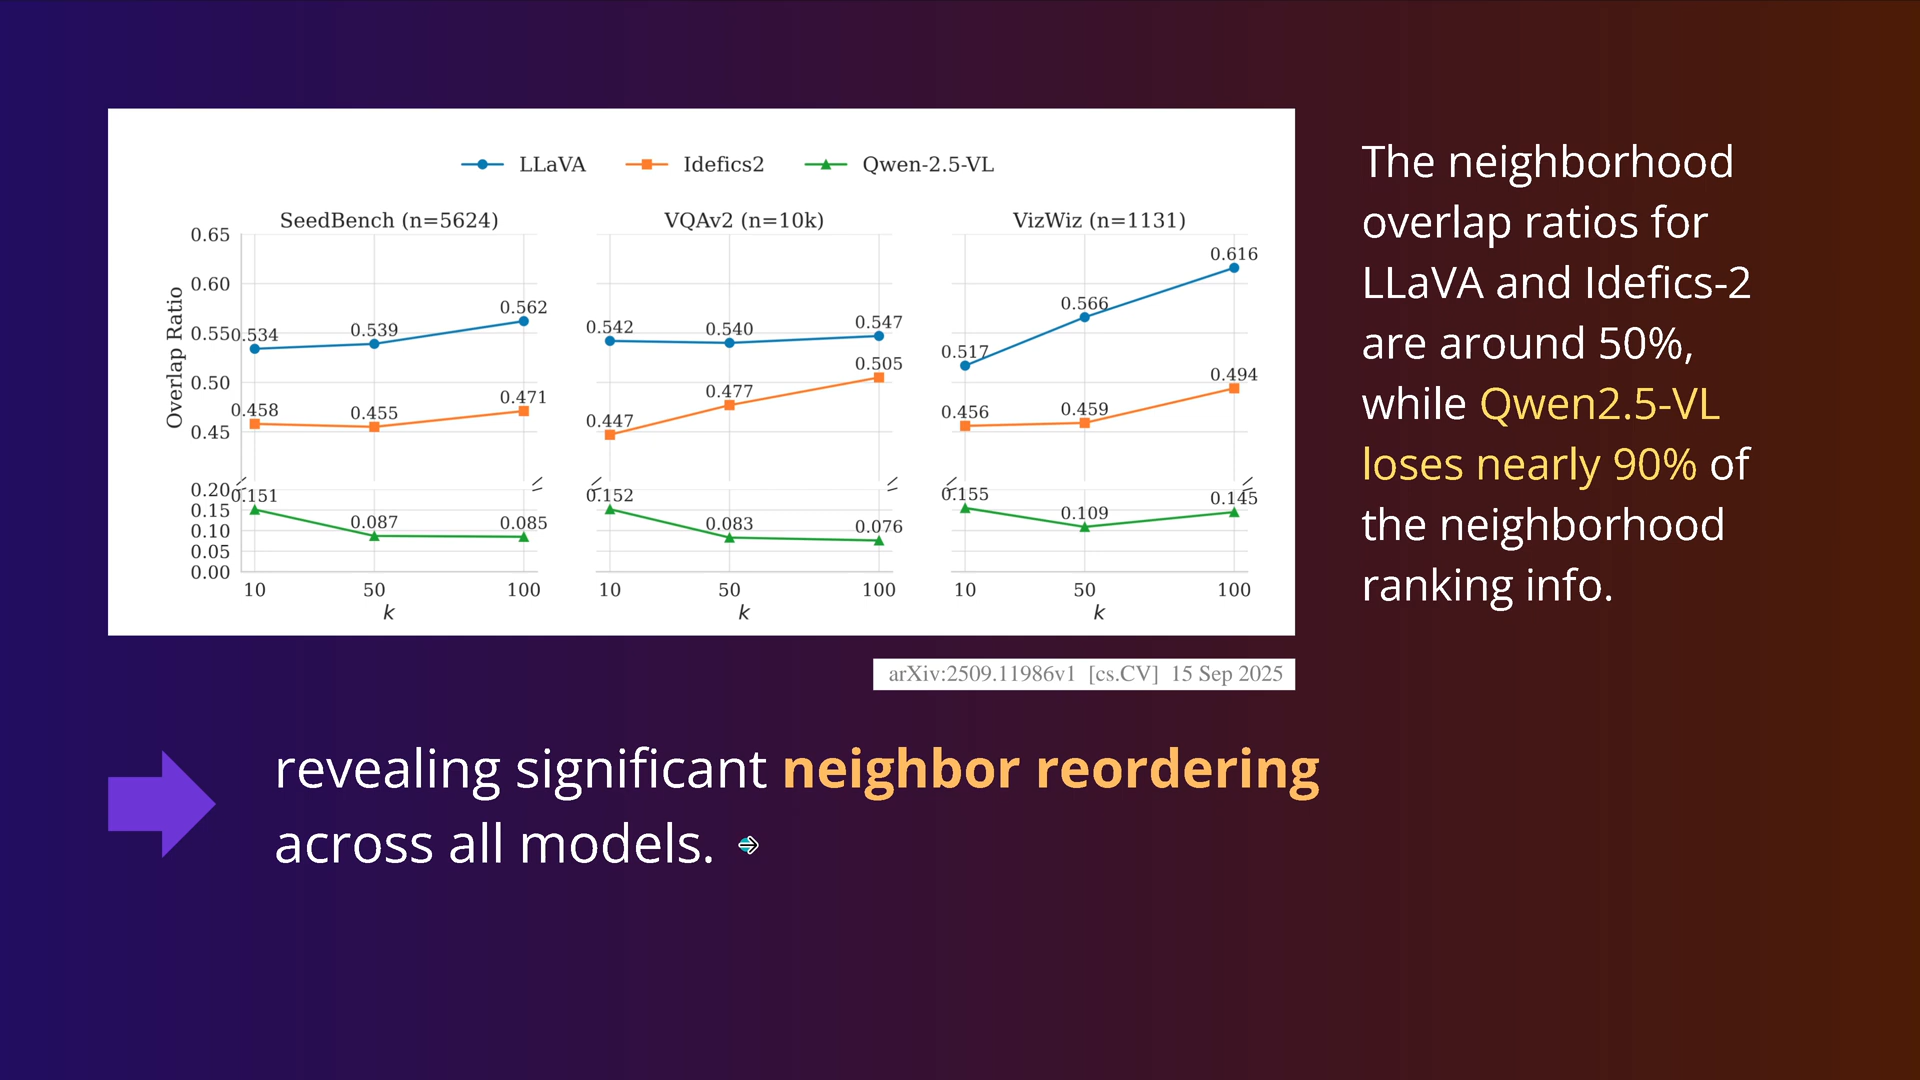 LLaVA Idefics2 Qwen-2.5-VL
SeedBench (n=5624) VQAv2 (n=10k) VizWiz (n=1131)
Overlap Ratio
0.65
0.60
0.55
0.50
0.45
0.20
0.15
0.10
0.05
0.00
0.534 0.539 0.562
0.458 0.455 0.471
0.151 0.087 0.085
10 50 100
k
0.542 0.540 0.547
0.447 0.477 0.505
0.152 0.083 0.076
10 50 100
k
0.517 0.566 0.616
0.456 0.459 0.494
0.155 0.109 0.145
10 50 100
k
arXiv:2509.11986v1 [cs.CV] 15 Sep 2025
The neighborhood
overlap ratios for
LLaVA and Idefics-2
are around 50%,
while Qwen2.5-VL
loses nearly 90% of
the neighborhood
ranking info.
revealing significant neighbor reordering
across all models.